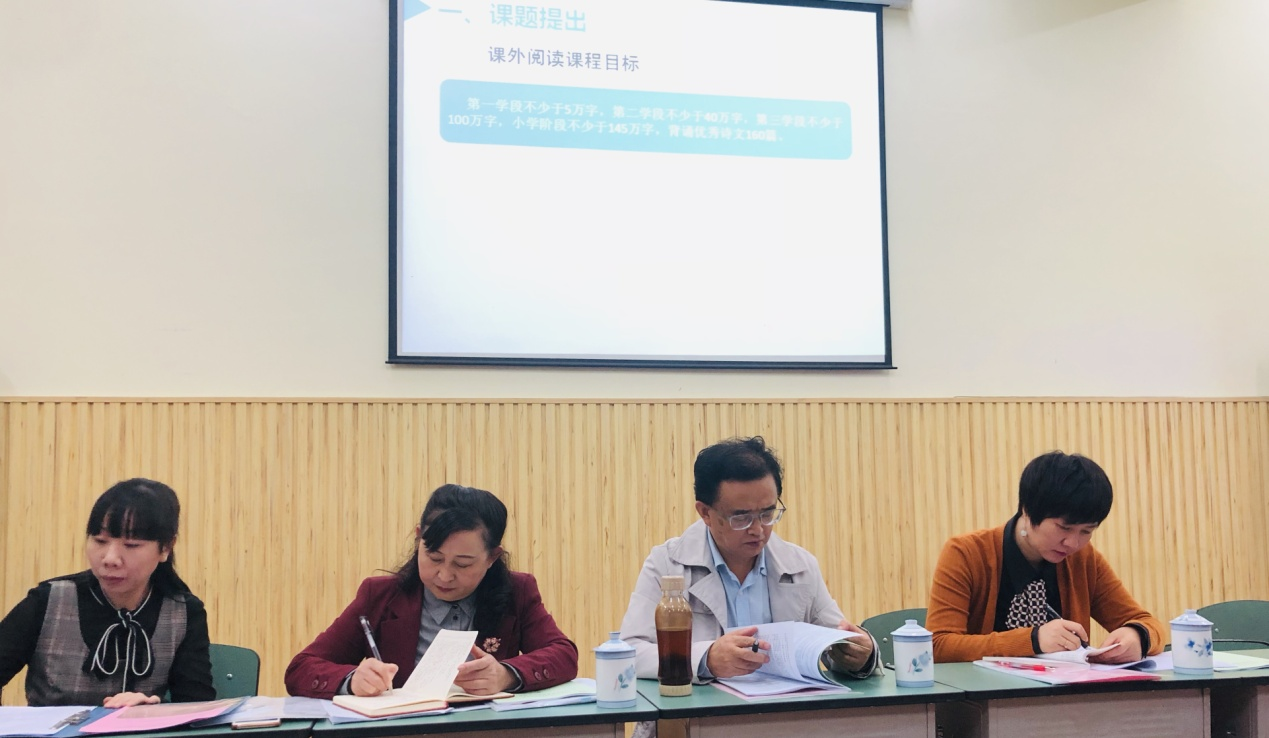 一、课题提出
课外阅读课程目标
第一学段不少于5万字，第二学段不少于40万字，第三学段不少于
100万字，小学阶段不少于145万字，背诵优秀诗文160篇。